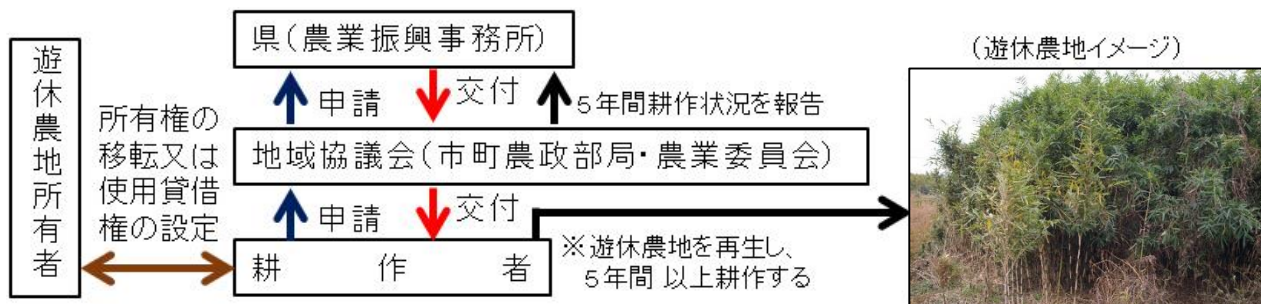 遊休農地所有者
所有権の
移転又は
使用貸借
権の設定
県(農業振興事務所)
申請
交付
5年間耕作状況を報告
地域協議会(市町農政部局・農業委員会)
申請
交付
耕作者
※遊休農地を再生し、
5年間 以上耕作する
(遊休農地イメージ)